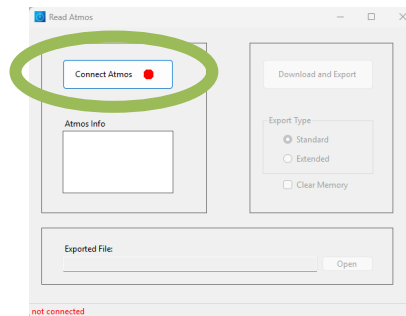 Read Atmos
Connect Atmos
Download and Export
Atmos Info
Export Type
Standard
Extended
Clear Memory
Exported File:
Open
not connected